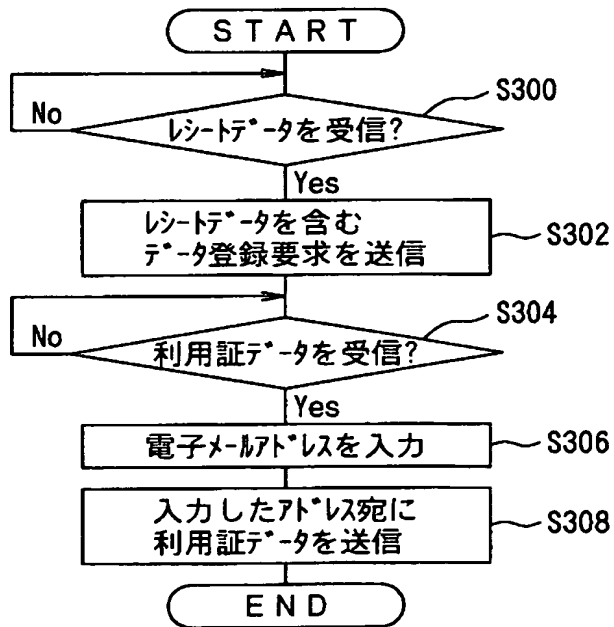 START
No
S300
レシートデータを受信?
Yes
レシートデータを含む
データ登録要求を送信
S302
No
S304
利用証データを受信?
Yes
電子メールアドレスを入力
S306
入力したアドレス宛に
利用証データを送信
S308
END